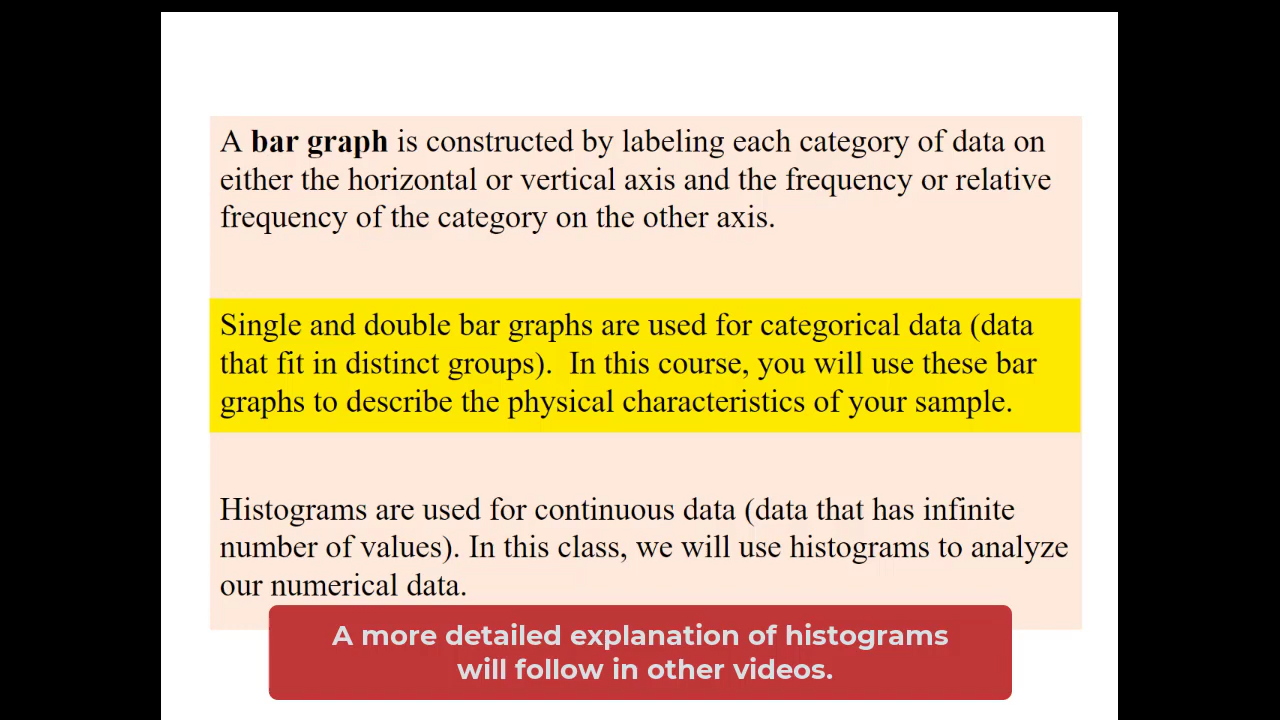 A bar graph is constructed by labeling each category of data on
either the horizontal or vertical axis and the frequency or relative
frequency of the category on the other axis.
Single and double bar graphs are used for categorical data (data
that fit in distinct groups).  In this course, you will use these bar
graphs to describe the physical characteristics of your sample.
Histograms are used for continuous data (data that has infinite
number of values). In this class, we will use histograms to analyze
our numerical data.
A more detailed explanation of histograms
will follow in other videos.